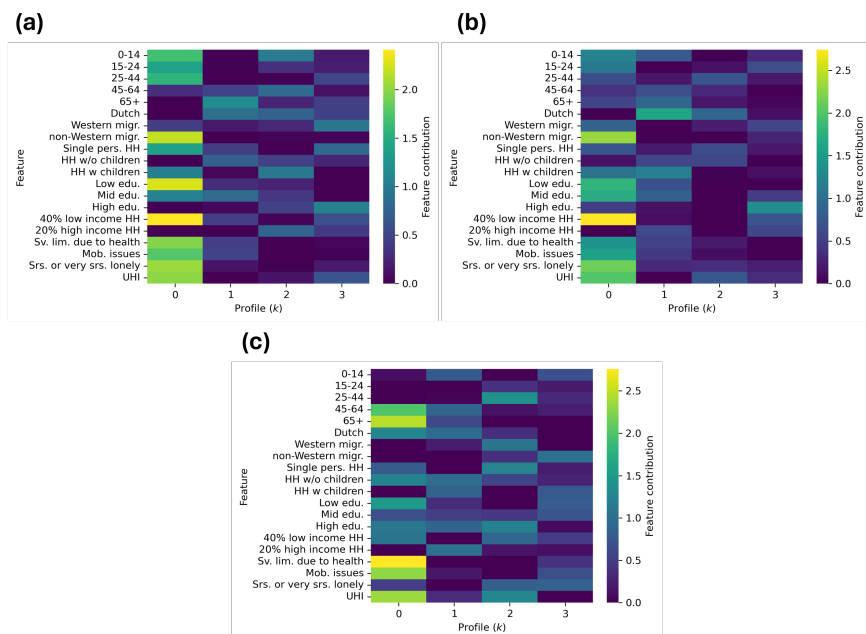 (a)
0-14
15-24
25-44
45-64
65+
Dutch
Western migr.
non-Western migr.
Single pers. HH
HH w/o children
HH w children
Low edu.
Mid edu.
High edu.
40% low income HH
20% high income HH
Sv. lim. due to health
Mob. issues
Srs. or very srs. lonely
UHI
Feature
0 1 2 3
Profile (k)
2.0
1.5
1.0
0.5
0.0
Feature contribution
(b)
0-14
15-24
25-44
45-64
65+
Dutch
Western migr.
non-Western migr.
Single pers. HH
HH w/o children
HH w children
Low edu.
Mid edu.
High edu.
40% low income HH
20% high income HH
Sv. lim. due to health
Mob. issues
Srs. or very srs. lonely
UHI
Feature
0 1 2 3
Profile (k)
2.5
2.0
1.5
1.0
0.5
0.0
Feature contribution
(c)
0-14
15-24
25-44
45-64
65+
Dutch
Western migr.
non-Western migr.
Single pers. HH
HH w/o children
HH w children
Low edu.
Mid edu.
High edu.
40% low income HH
20% high income HH
Sv. lim. due to health
Mob. issues
Srs. or very srs. lonely
UHI
Feature
0 1 2 3
Profile (k)
2.5
2.0
1.5
1.0
0.5
0.0
Feature contribution